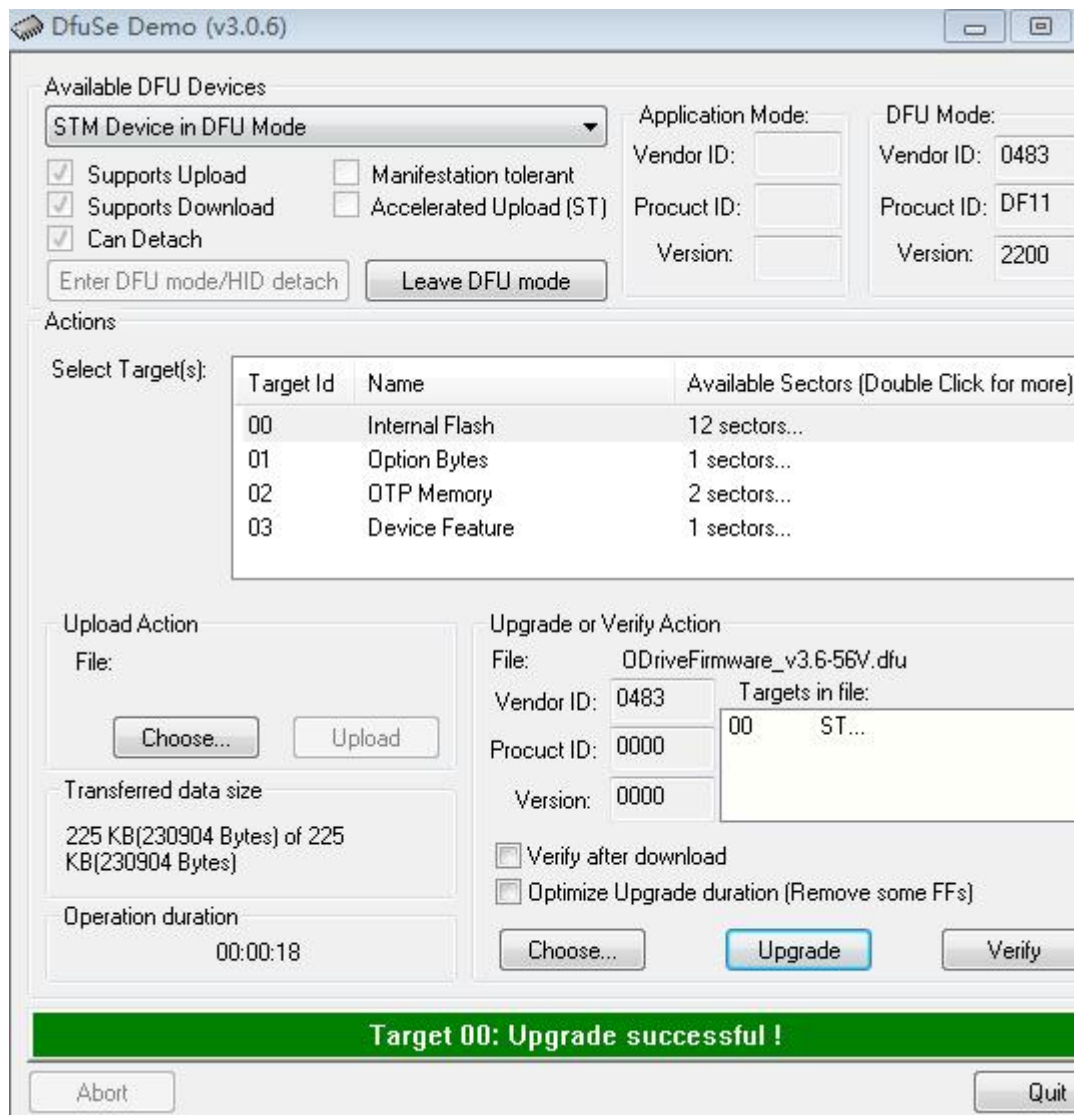 DfuSe Demo (v3.0.6)
Available DFU Devices
STM Device in DFU Mode
Supports Upload
Manifestation tolerant
Supports Download
Accelerated Upload (ST)
Can Detach
Enter DFU mode/HID detach
Leave DFU mode
Application Mode:
Vendor ID:
Procuct ID:
Version:
DFU Mode:
Vendor ID: 0483
Procuct ID: DF11
Version: 2200
Actions
Select Target(s):
Target Id Name Available Sectors (Double Click for more)
00 Internal Flash 12 sectors...
01 Option Bytes 1 sectors...
02 OTP Memory 2 sectors...
03 Device Feature 1 sectors...
Upload Action
File:
Choose... Upload
Transferred data size
225 KB(230904 Bytes) of 225
KB(230904 Bytes)
Operation duration
00:00:18
Upgrade or Verify Action
File: ODriveFirmware_v3.6-56V.dfu
Vendor ID: 0483
Procuct ID: 0000
Version: 0000
Targets in file:
00 ST...
Verify after download
Optimize Upgrade duration (Remove some FFs)
Choose... Upgrade Verify
Target 00: Upgrade successful !
Abort Quit